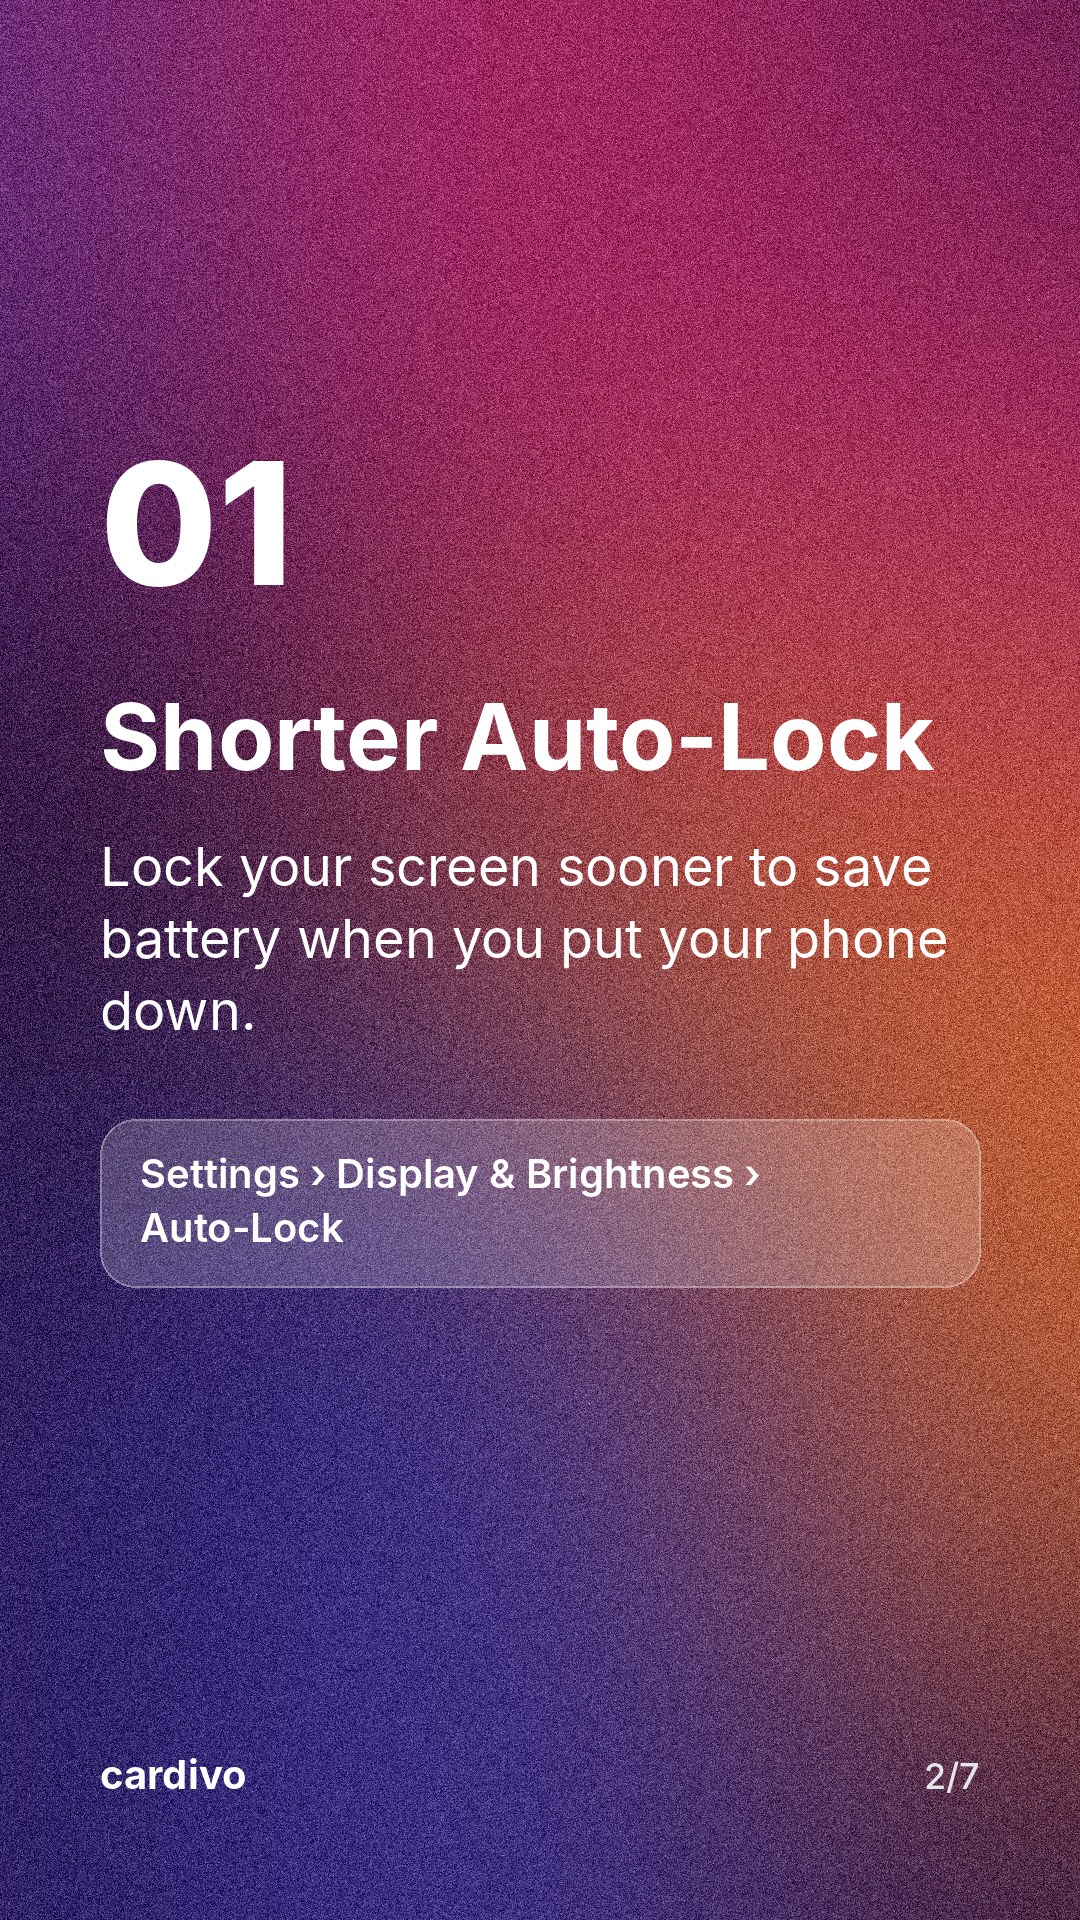 01
Shorter Auto-Lock
Lock your screen sooner to save
battery when you put your phone
down.
Settings › Display & Brightness ›
Auto-Lock
cardivo
2/7